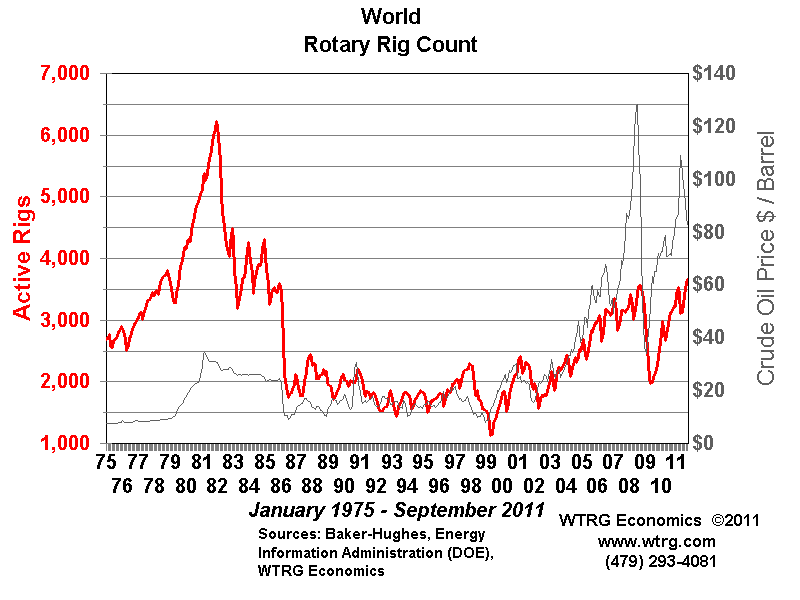 World
Rotary Rig Count
7,000
6,000
5,000
4,000
3,000
2,000
1,000
Active Rigs
$140
$120
$100
$80
$60
$40
$20
$0
Crude Oil Price $ / Barrel
75 77 79 81 83 85 87 89 91 93 95 97 99 01 03 05 07 09 11
76 78 80 82 84 86 88 90 92 94 96 98 00 02 04 06 08 10
January 1975 - September 2011
Sources: Baker-Hughes, Energy
Information Administration (DOE),
WTRG Economics
WTRG Economics ©2011
www.wtrg.com
(479) 293-4081